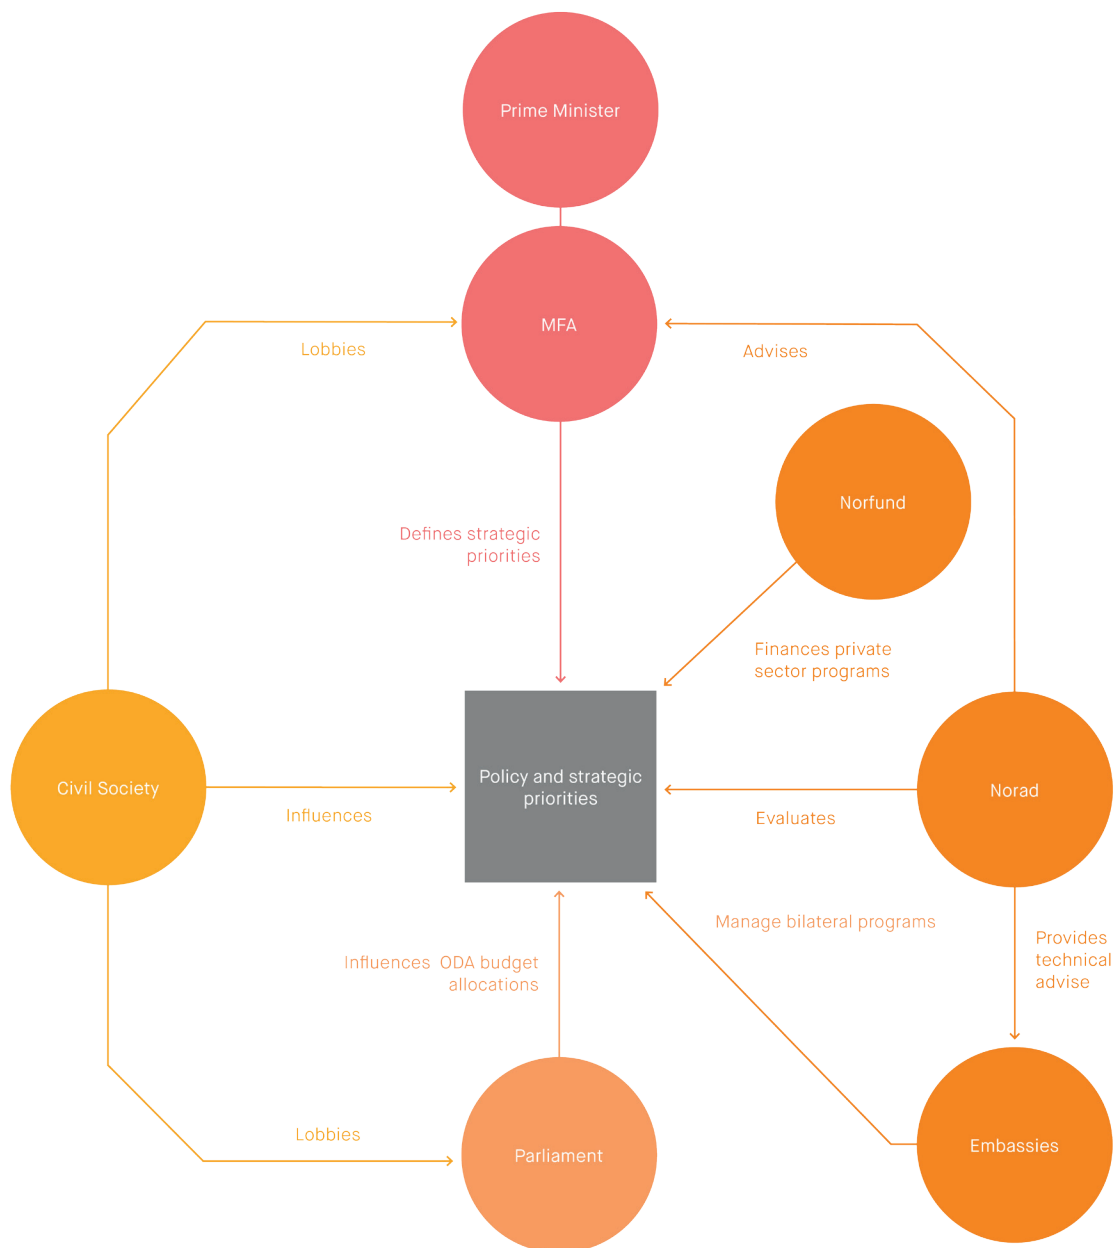 Prime Minister
MFA
Lobbies
Advises
Norfund
Defines strategic
priorities
Finances private
sector programs
Civil Society
Policy and strategic
priorities
Norad
Influences
Evaluates
Manage bilateral programs
Provides
technical
advise
Influences ODA budget
allocations
Lobbies
Parliament
Embassies